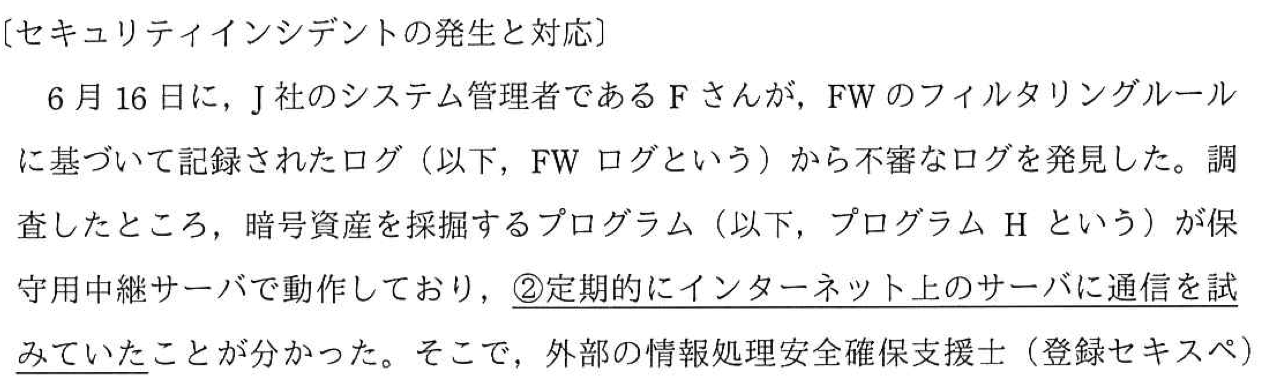 〔セキュリティインシデントの発生と対応〕
6月16日に，J社のシステム管理者であるFさんが，FWのフィルタリングルール
に基づいて記録されたログ（以下，FW ログという）から不審なログを発見した。調
査したところ，暗号資産を採掘するプログラム（以下，プログラム H という）が保
守用中継サーバで動作しており，②定期的にインターネット上のサーバに通信を試
みていたことが分かった。そこで，外部の情報処理安全確保支援士（登録セキスペ）